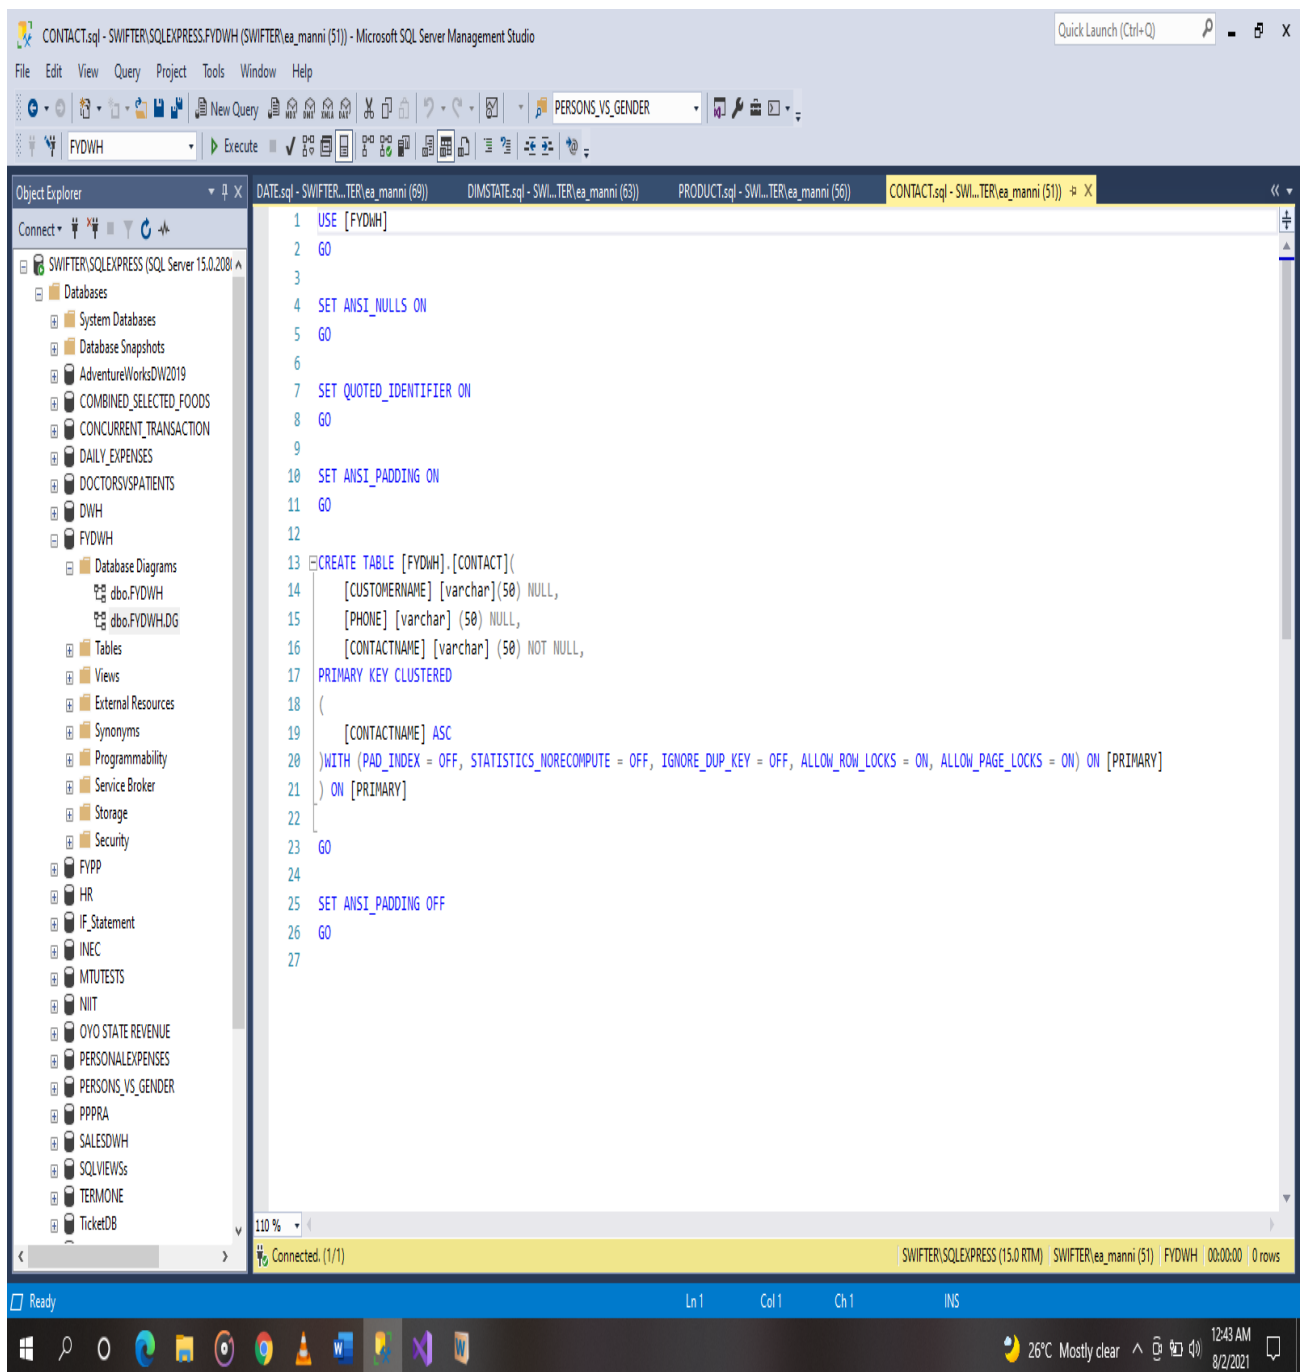 CONTACT.sql - SWIFTER\SQLEXPRESS.FYDWH (SWIFTER\ea_manni (51)) - Microsoft SQL Server Management Studio
Quick Launch (Ctrl+Q)
File Edit View Query Project Tools Window Help
New Query
PERSONS_VS_GENDER
FYDWH
Execute
Object Explorer
DATE.sql - SWIFTER...TER\ea_manni (69))
DIMSTATE.sql - SWI...TER\ea_manni (63))
PRODUCT.sql - SWI...TER\ea_manni (56))
CONTACT.sql - SWI...TER\ea_manni (51))
Connect
SWIFTER\SQLEXPRESS (SQL Server 15.0.208
Databases
System Databases
Database Snapshots
AdventureWorksDW2019
COMBINED_SELECTED_FOODS
CONCURRENT_TRANSACTION
DAILY_EXPENSES
DOCTORSVSPATIENTS
DWH
FYDWH
Database Diagrams
dbo.FYDWH
dbo.FYDWH.DG
Tables
Views
External Resources
Synonyms
Programmability
Service Broker
Storage
Security
FYPP
HR
IF_Statement
INEC
MTUTESTS
NIIT
OYO STATE REVENUE
PERSONALEXPENSES
PERSONS_VS_GENDER
PPPRA
SALESDWH
SQLVIEWSs
TERMONE
TicketDB
1 USE [FYDWH]
2 GO
3
4 SET ANSI_NULLS ON
5 GO
6
7 SET QUOTED_IDENTIFIER ON
8 GO
9
10 SET ANSI_PADDING ON
11 GO
12
13 CREATE TABLE [FYDWH].[CONTACT](
14 [CUSTOMERNAME] [varchar](50) NULL,
15 [PHONE] [varchar] (50) NULL,
16 [CONTACTNAME] [varchar] (50) NOT NULL,
17 PRIMARY KEY CLUSTERED
18 (
19 [CONTACTNAME] ASC
20 )WITH (PAD_INDEX = OFF, STATISTICS_NORECOMPUTE = OFF, IGNORE_DUP_KEY = OFF, ALLOW_ROW_LOCKS = ON, ALLOW_PAGE_LOCKS = ON) ON [PRIMARY]
21 ) ON [PRIMARY]
22
23 GO
24
25 SET ANSI_PADDING OFF
26 GO
27
110 %
Connected. (1/1)
SWIFTER\SQLEXPRESS (15.0 RTM) SWIFTER\ea_manni (51) FYDWH 00:00:00 0 rows
Ready
Ln 1 Col 1 Ch 1 INS
26°C Mostly clear
12:43 AM
8/2/2021